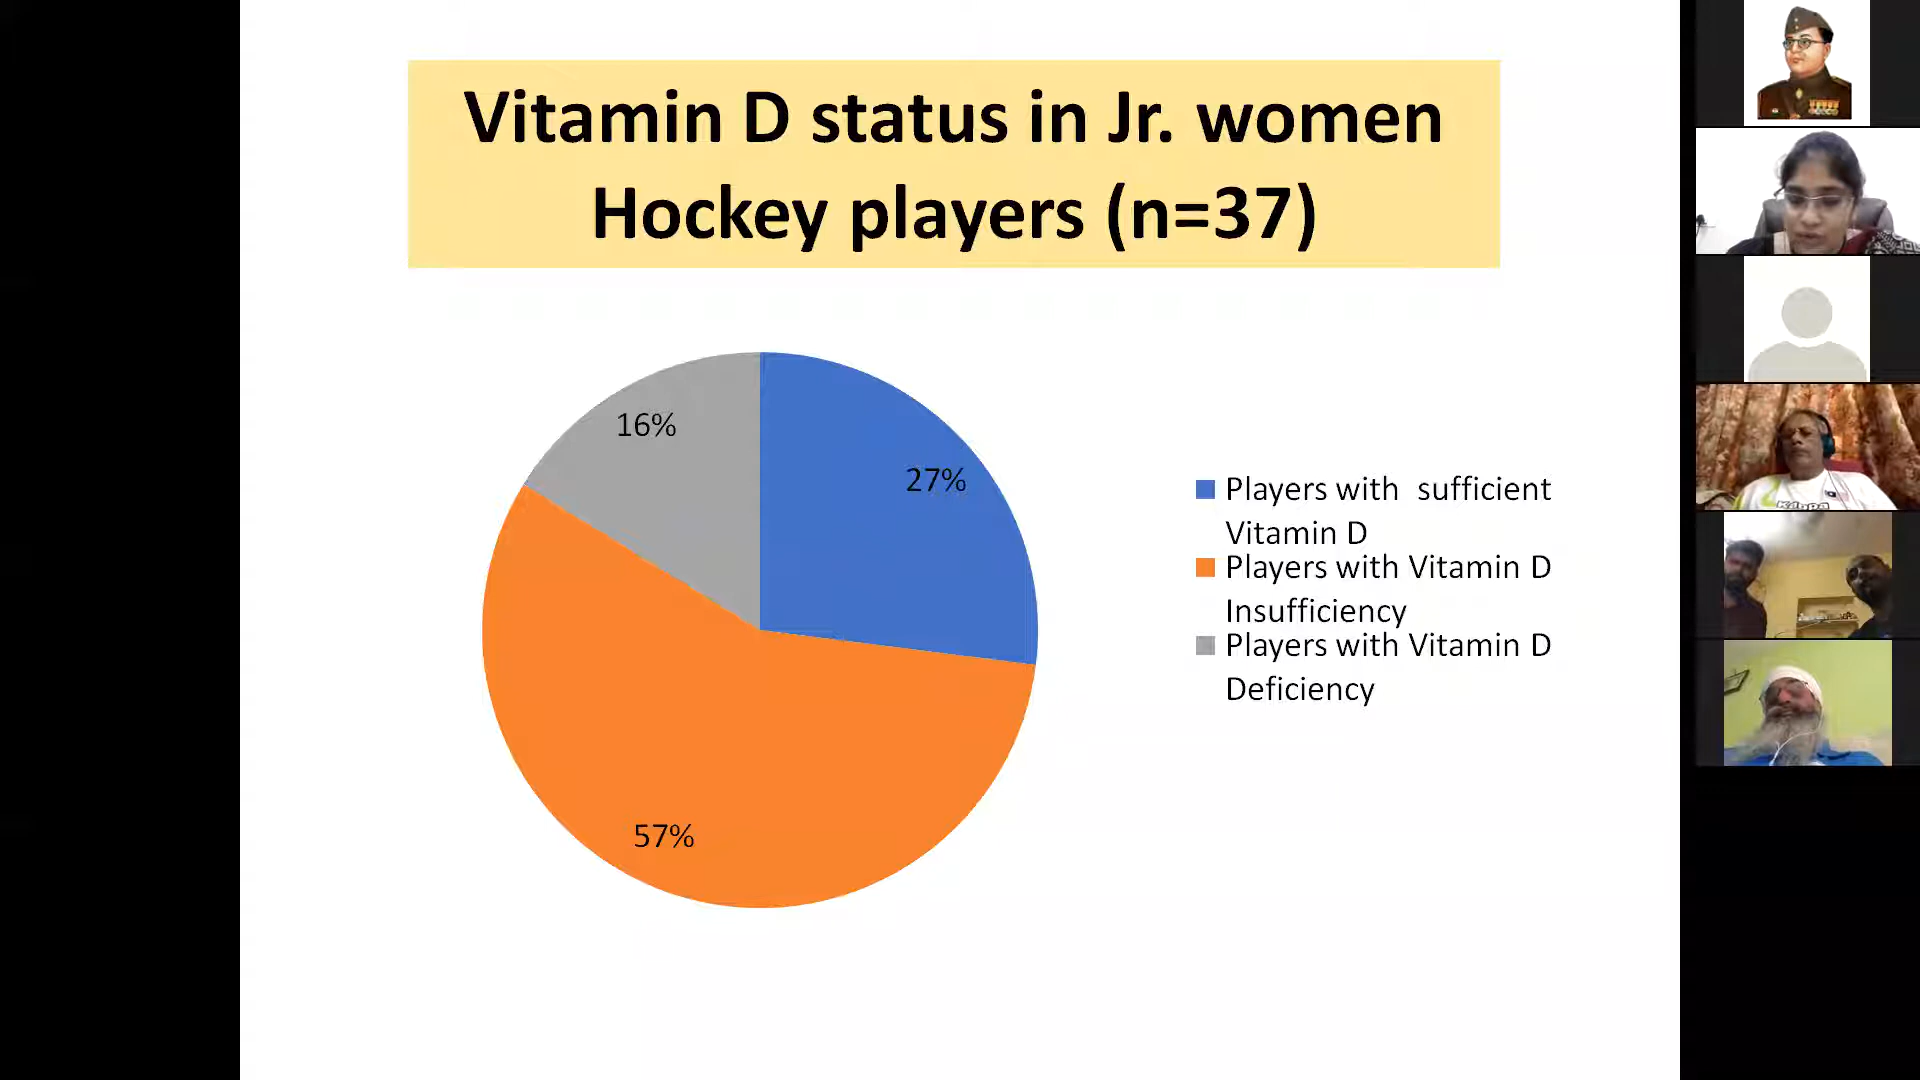 Vitamin D status in Jr. women
Hockey players (n=37)
16%
27%
57%
Players with sufficient
Vitamin D
Players with Vitamin D
Insufficiency
Players with Vitamin D
Deficiency
Kappa